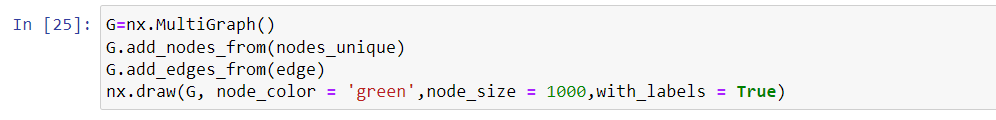 In [25]: G=nx.MultiGraph()
G.add_nodes_from(nodes_unique)
G.add_edges_from(edge)
nx.draw(G, node_color = 'green',node_size = 1000,with_labels = True)